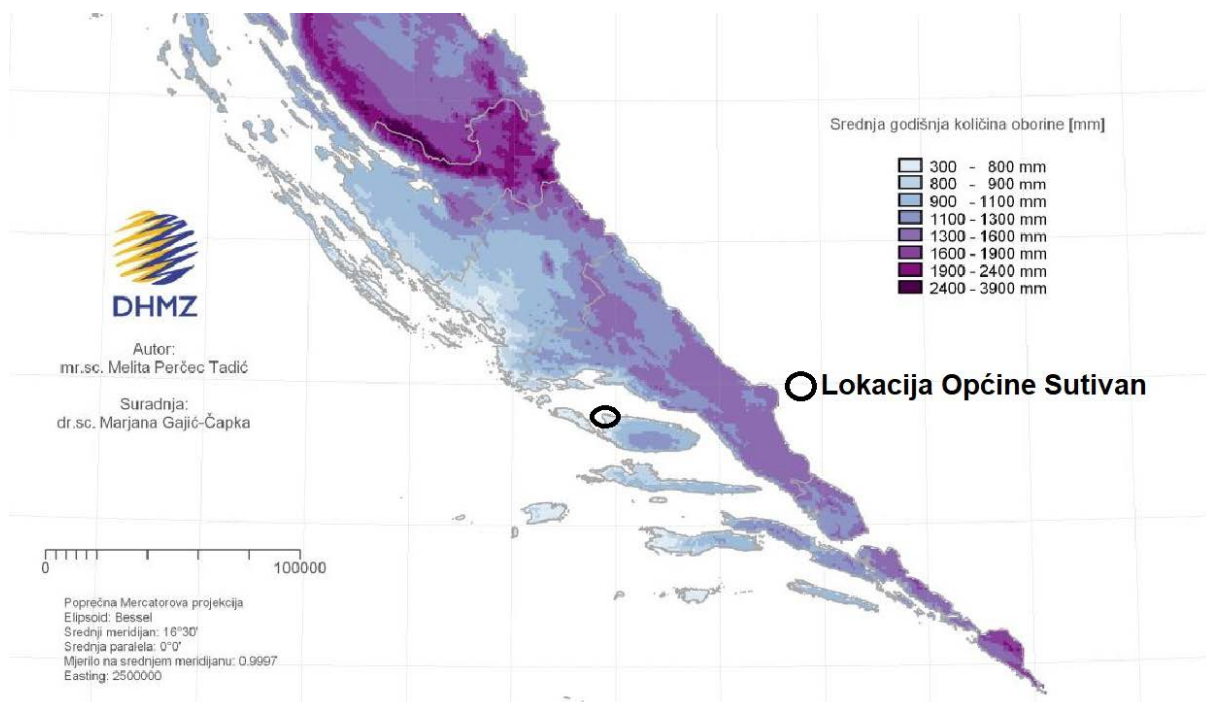 Srednja godišnja količina oborine [mm]
300 - 800 mm
800 - 900 mm
900 - 1100 mm
1100 - 1300 mm
1300 - 1600 mm
1600 - 1900 mm
1900 - 2400 mm
2400 - 3900 mm
DHMZ
Autor:
mr.sc. Melita Perčec Tadić
Suradnja:
dr.sc. Marjana Gajić-Čapka
Lokacija Općine Sutivan
0 100000
Poprečna Mercatorova projekcija
Elipsoid: Bessel
Srednji meridijan: 16°30'
Srednja paralela: 0°0'
Mjerilo na srednjem meridijanu: 0.9997
Easting: 2500000